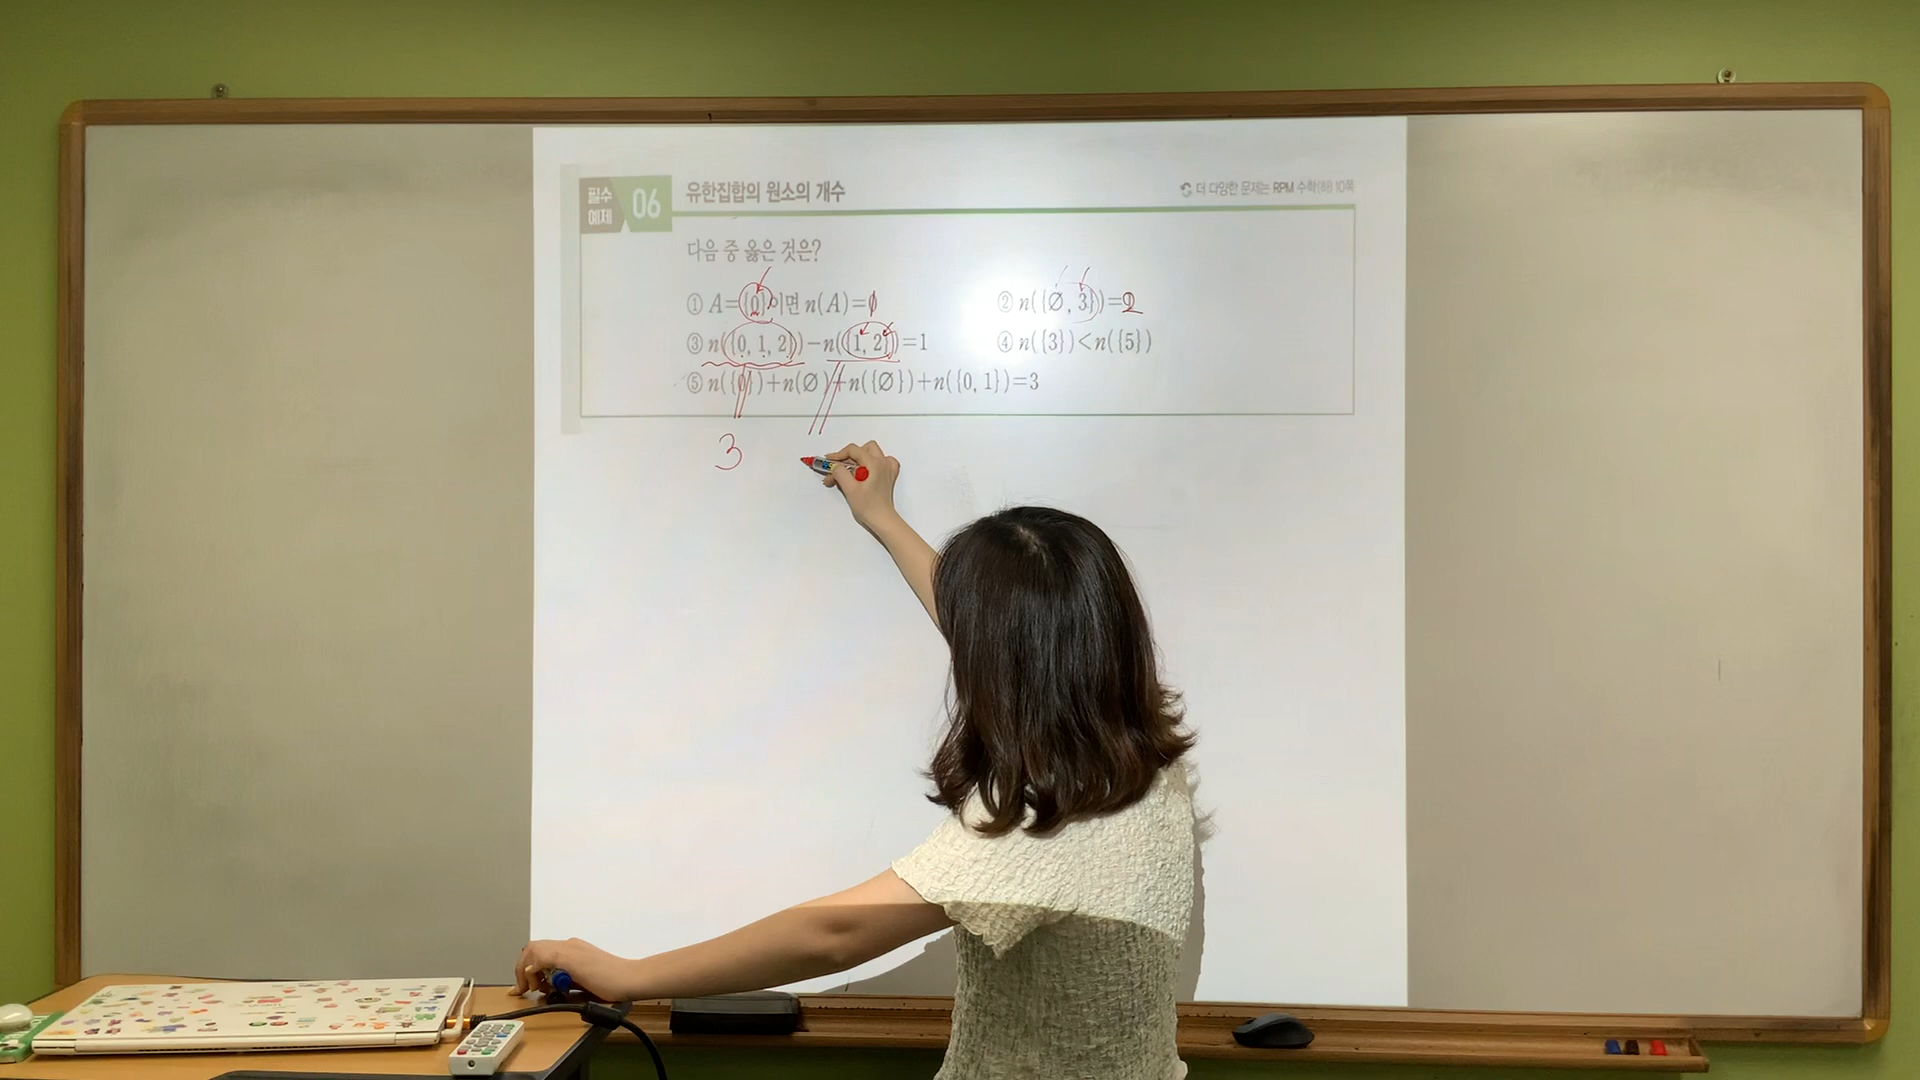 필수 예제 06 유한집합의 원소의 개수 더 다양한 문제는 RPM 수학(하) 10쪽
다음 중 옳은 것은?
① A={0}이면 n(A)=0
② n({∅, 3})=2
③ n({0, 1, 2})-n({1, 2})=1
④ n({3})<n({5})
⑤ n({0})+n(∅)+n({∅})+n({0, 1})=3
3